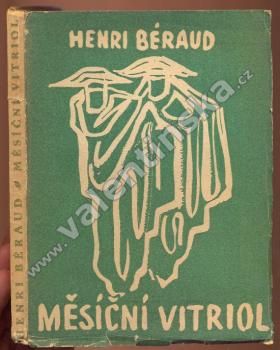 HENRI BÉRAUD
MĚSÍČNÍ VITRIOL
HENRI BÉRAUD MĚSÍČNÍ VITRIOL
www.valentinska.cz